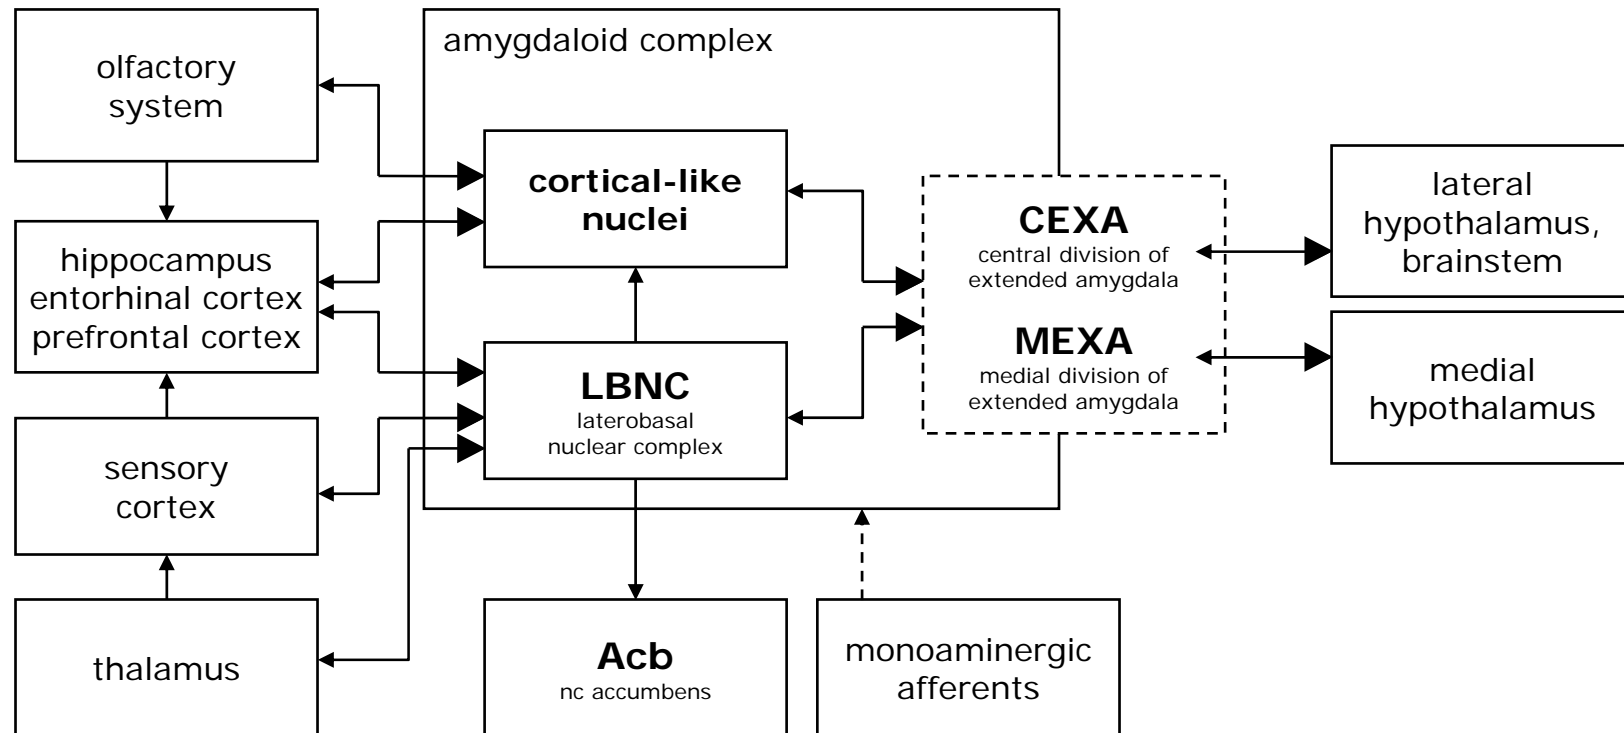 olfactory
system
amygdaloid complex
cortical-like
nuclei
hippocampus
entorhinal cortex
prefrontal cortex
CEXA
central division of
extended amygdala
MEXA
medial division of
extended amygdala
lateral
hypothalamus,
brainstem
medial
hypothalamus
LBNC
laterobasal
nuclear complex
sensory
cortex
thalamus
Acb
nc accumbens
monoaminergic
afferents